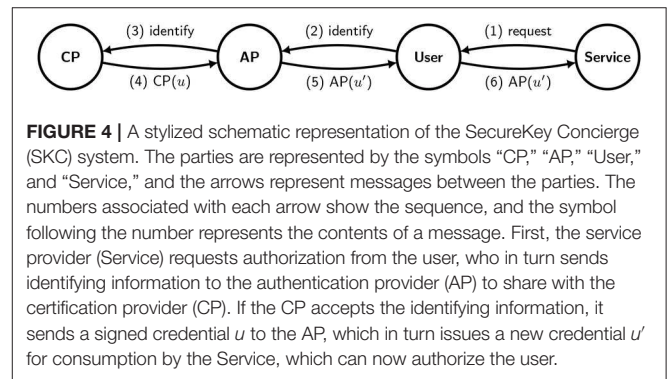 (3) identify (2) identify (1) request
CP AP User Service
(4) CP(u) (5) AP(u′) (6) AP(u′)
FIGURE 4 | A stylized schematic representation of the SecureKey Concierge
(SKC) system. The parties are represented by the symbols “CP,” “AP,” “User,”
and “Service,” and the arrows represent messages between the parties. The
numbers associated with each arrow show the sequence, and the symbol
following the number represents the contents of a message. First, the service
provider (Service) requests authorization from the user, who in turn sends
identifying information to the authentication provider (AP) to share with the
certification provider (CP). If the CP accepts the identifying information, it
sends a signed credential u to the AP, which in turn issues a new credential u′
for consumption by the Service, which can now authorize the user.